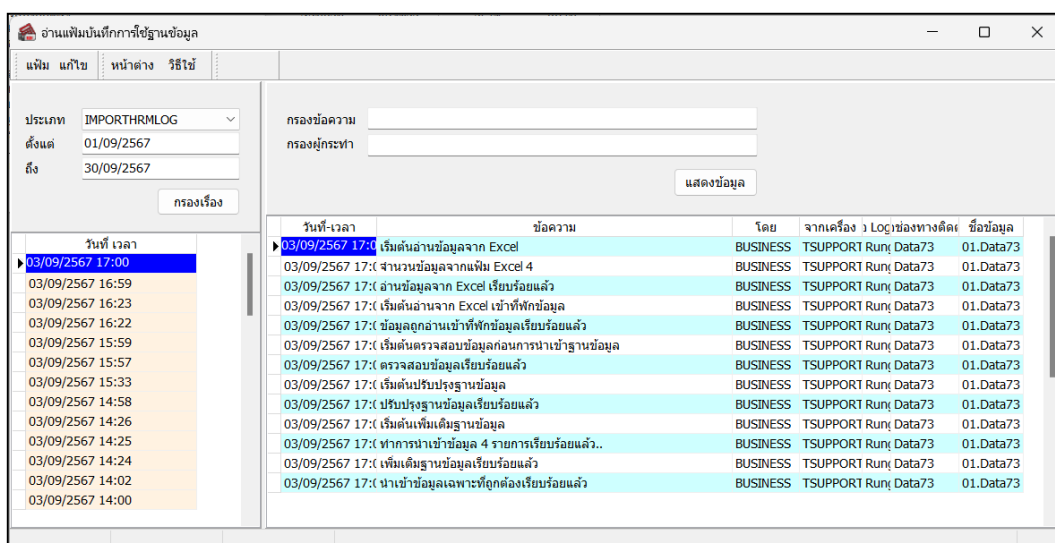 อ่านแฟ้มบันทึกการใช้ฐานข้อมูล
แฟ้ม แก้ไข หน้าต่าง วิธีใช้
ประเภท IMPORTHRMLOG
ตั้งแต่ 01/09/2567
ถึง 30/09/2567
กรองเรื่อง
กรองข้อความ
กรองผู้กระทำ
แสดงข้อมูล
วันที่ เวลา
03/09/2567 17:00
03/09/2567 16:59
03/09/2567 16:23
03/09/2567 16:22
03/09/2567 15:59
03/09/2567 15:57
03/09/2567 15:33
03/09/2567 14:58
03/09/2567 14:26
03/09/2567 14:25
03/09/2567 14:24
03/09/2567 14:02
03/09/2567 14:00
วันที่-เวลา ข้อความ โดย จากเครื่อง Log ช่องทางติดต ชื่อข้อมูล
03/09/2567 17:0 เริ่มต้นอ่านข้อมูลจาก Excel BUSINESS TSUPPORT Rung Data73 01.Data73
03/09/2567 17:0 จำนวนข้อมูลจากแฟ้ม Excel 4 BUSINESS TSUPPORT Rung Data73 01.Data73
03/09/2567 17:0 อ่านข้อมูลจาก Excel เรียบร้อยแล้ว BUSINESS TSUPPORT Rung Data73 01.Data73
03/09/2567 17:0 เริ่มต้นอ่านจาก Excel เข้าที่พักข้อมูล BUSINESS TSUPPORT Rung Data73 01.Data73
03/09/2567 17:0 ข้อมูลถูกอ่านเข้าที่พักข้อมูลเรียบร้อยแล้ว BUSINESS TSUPPORT Rung Data73 01.Data73
03/09/2567 17:0 เริ่มต้นตรวจสอบข้อมูลก่อนการนำเข้าฐานข้อมูล BUSINESS TSUPPORT Rung Data73 01.Data73
03/09/2567 17:0 ตรวจสอบข้อมูลเรียบร้อยแล้ว BUSINESS TSUPPORT Rung Data73 01.Data73
03/09/2567 17:0 เริ่มต้นปรับปรุงฐานข้อมูล BUSINESS TSUPPORT Rung Data73 01.Data73
03/09/2567 17:0 ปรับปรุงฐานข้อมูลเรียบร้อยแล้ว BUSINESS TSUPPORT Rung Data73 01.Data73
03/09/2567 17:0 เริ่มต้นเพิ่มเติมฐานข้อมูล BUSINESS TSUPPORT Rung Data73 01.Data73
03/09/2567 17:0 ทำการนำเข้าข้อมูล 4 รายการเรียบร้อยแล้ว.. BUSINESS TSUPPORT Rung Data73 01.Data73
03/09/2567 17:0 เพิ่มเติมฐานข้อมูลเรียบร้อยแล้ว BUSINESS TSUPPORT Rung Data73 01.Data73
03/09/2567 17:0 นำเข้าข้อมูลเฉพาะที่ถูกต้องเรียบร้อยแล้ว BUSINESS TSUPPORT Rung Data73 01.Data73